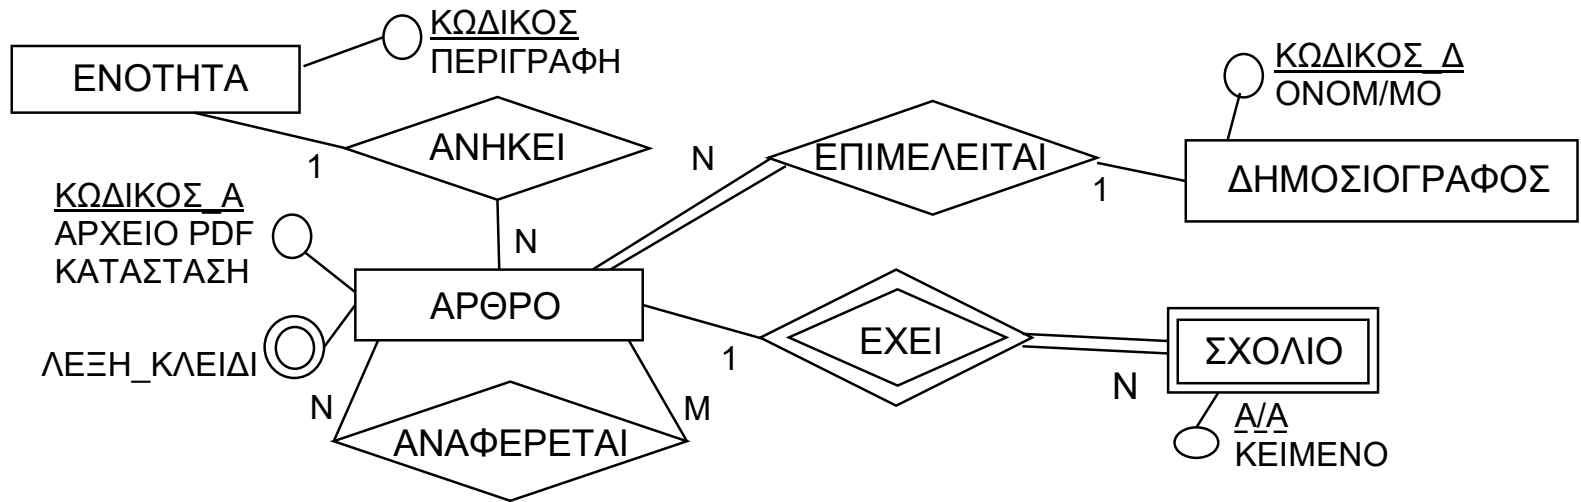 ΚΩΔΙΚΟΣ
ΠΕΡΙΓΡΑΦΗ
ΕΝΟΤΗΤΑ
ΚΩΔΙΚΟΣ_Δ
ΟΝΟΜ/ΜΟ
ΑΝΗΚΕΙ
1
N
ΕΠΙΜΕΛΕΙΤΑΙ
1
ΔΗΜΟΣΙΟΓΡΑΦΟΣ
ΚΩΔΙΚΟΣ_Α
ΑΡΧΕΙΟ PDF
ΚΑΤΑΣΤΑΣΗ
N
ΑΡΘΡΟ
ΛΕΞΗ_ΚΛΕΙΔΙ
1
ΕΧΕΙ
N
ΣΧΟΛΙΟ
N
M
ΑΝΑΦΕΡΕΤΑΙ
Α/Α
ΚΕΙΜΕΝΟ